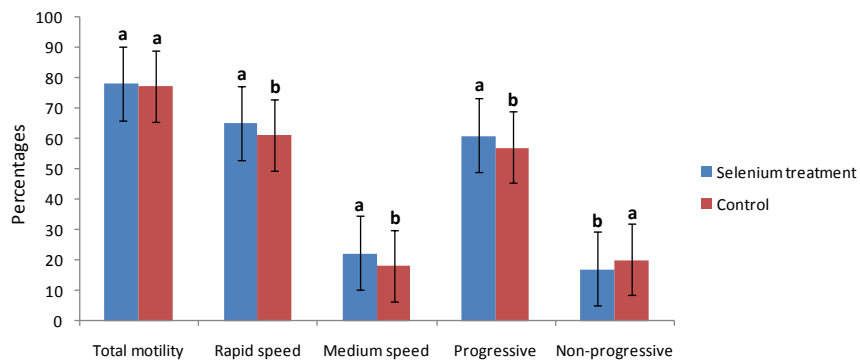 100
90
80
70
60
50
40
30
20
10
0
Percentages
a a
a b
a b
a b
b a
Total motility Rapid speed Medium speed Progressive Non-progressive
Selenium treatment
Control